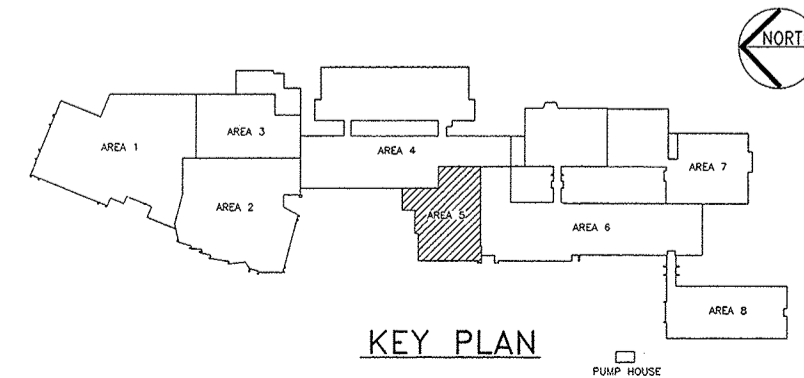 NORT
AREA 1
AREA 3
AREA 4
AREA 7
AREA 2
AREA 5
AREA 6
AREA 8
KEY PLAN
PUMP HOUSE